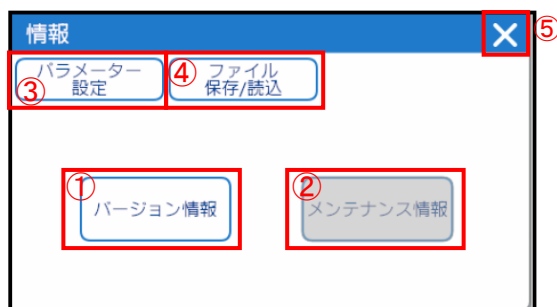 情報
⑤
パラメーター
設定
③
④
ファイル
保存/読込
①
バージョン情報
②
メンテナンス情報